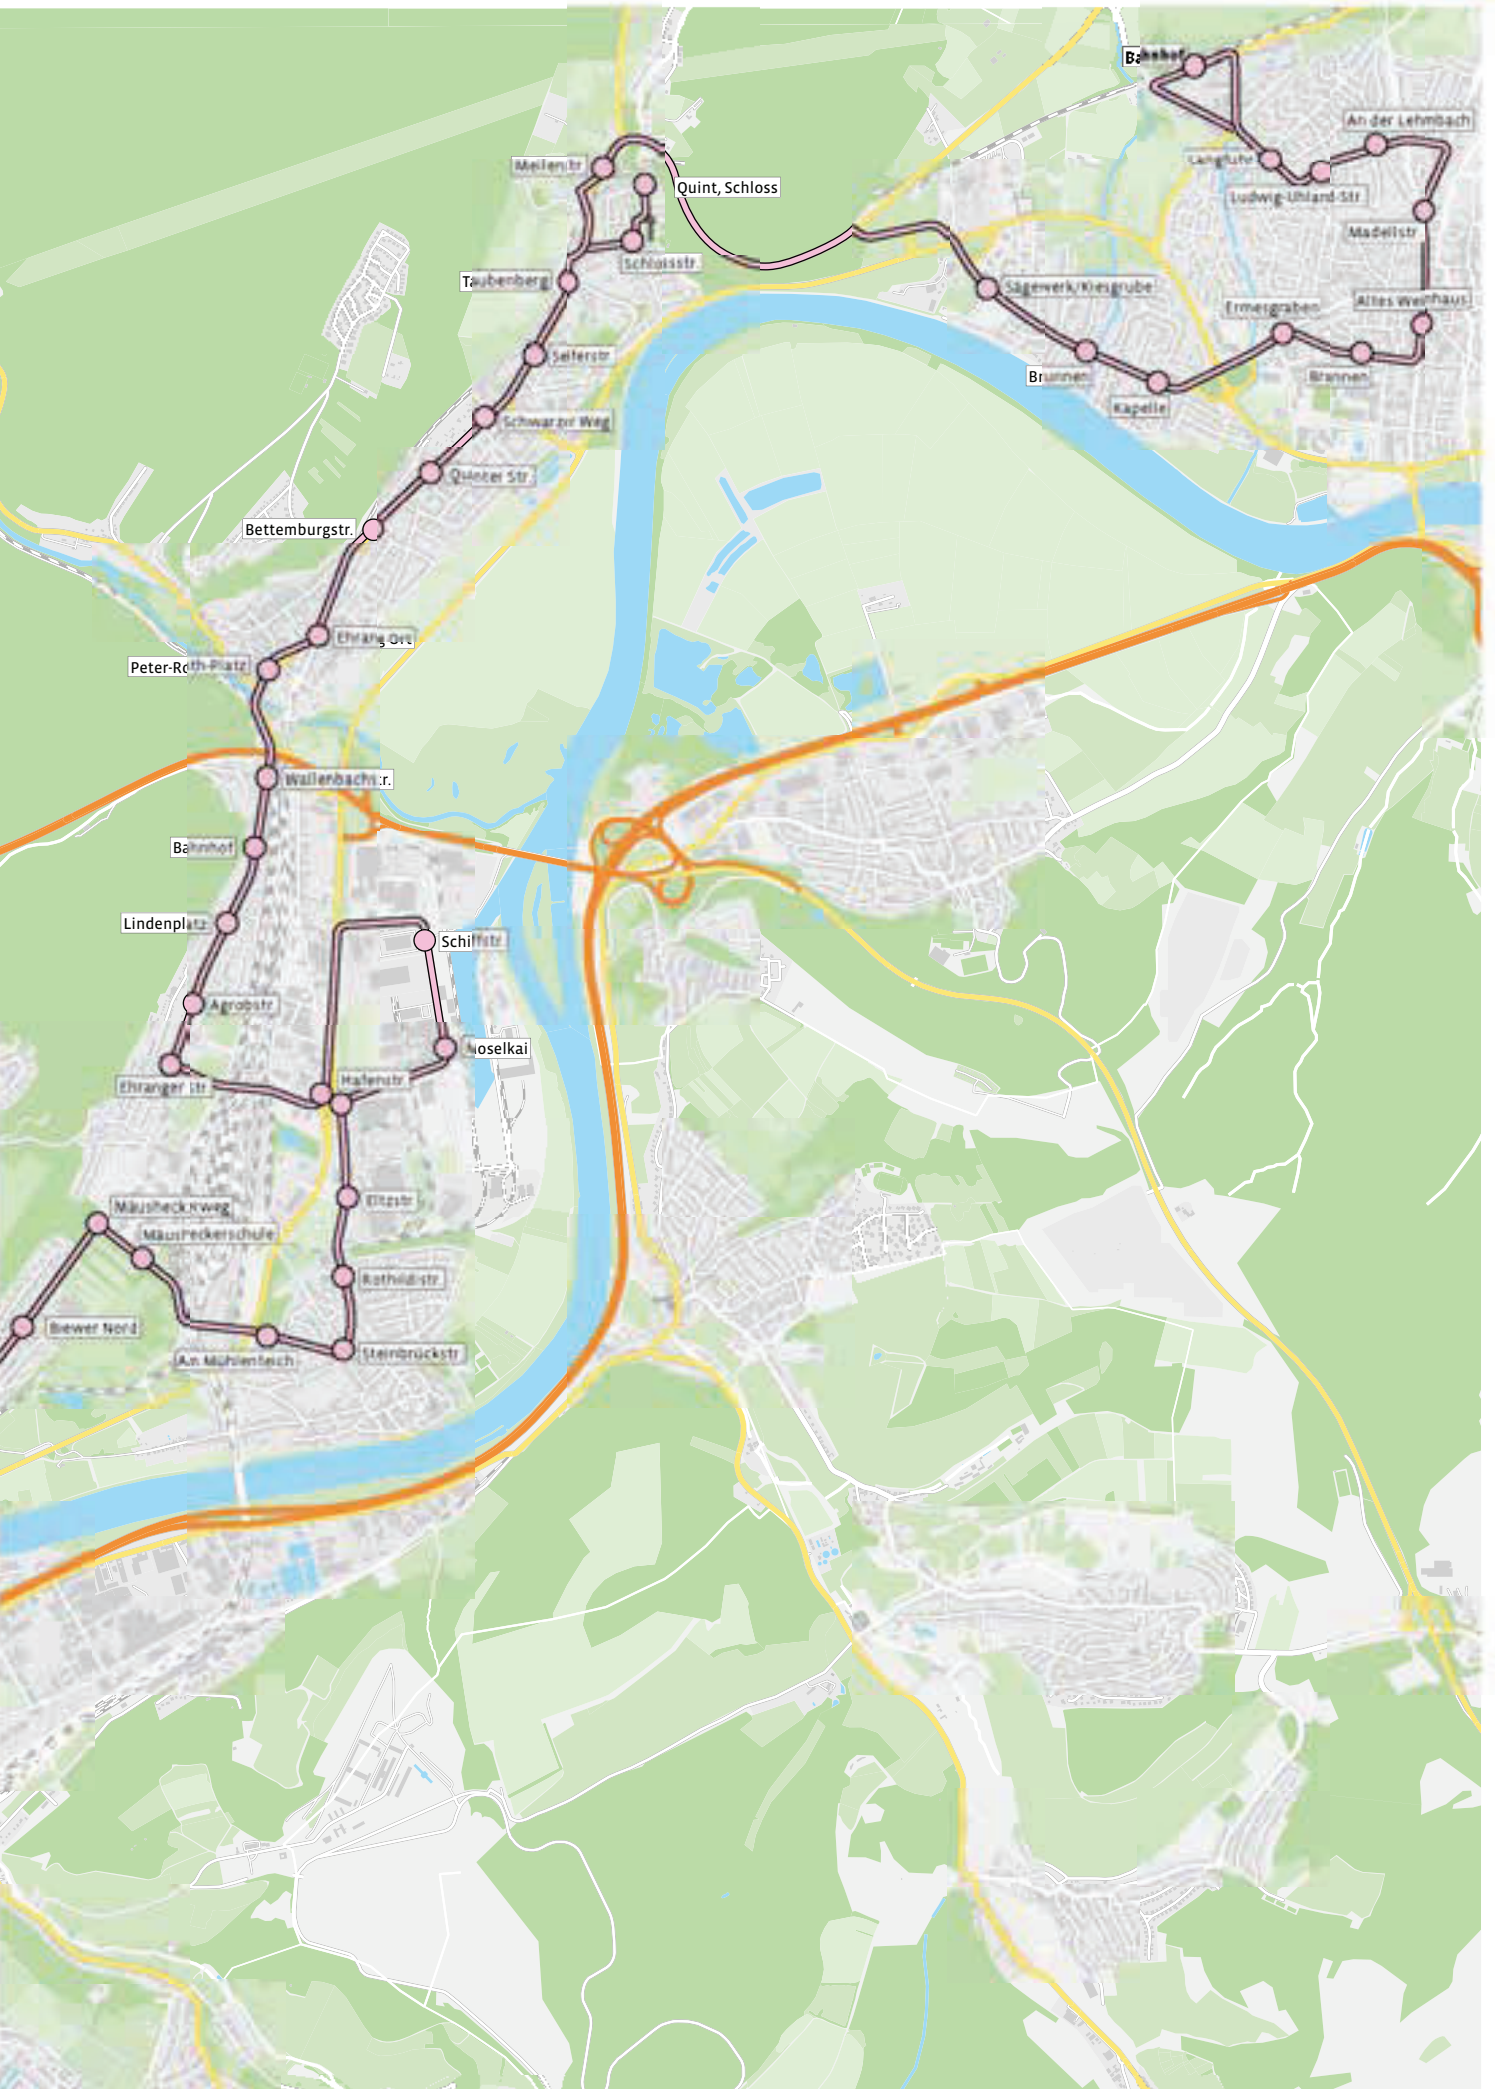 Bahnhof
An der Lehmbach
Meilenstr
Langfuhr
Quint, Schloss
Ludwig-Uhland-Str
Madellstr
Schlossstr.
Taubenberg
Sägewerk/Kiesgrube
Altes Weinhaus
Ermesgraben
Seiferstr
Brunnen
Brunnen
Kapelle
Schwarzer Weg
Quinter Str.
Bettemburgstr.
Ehrang Ort
Peter-Roth-Platz
Wallenbachstr.
Bahnhof
Lindenplatz
Schiffstr.
Agrobstr
Moselkai
Hafenstr.
Ehranger Str
Eltzstr
Mäusheckerweg
Mäusheckerschule
Rothildisstr.
Biewer Nord
Steinbrückstr
Am Mühlenteich